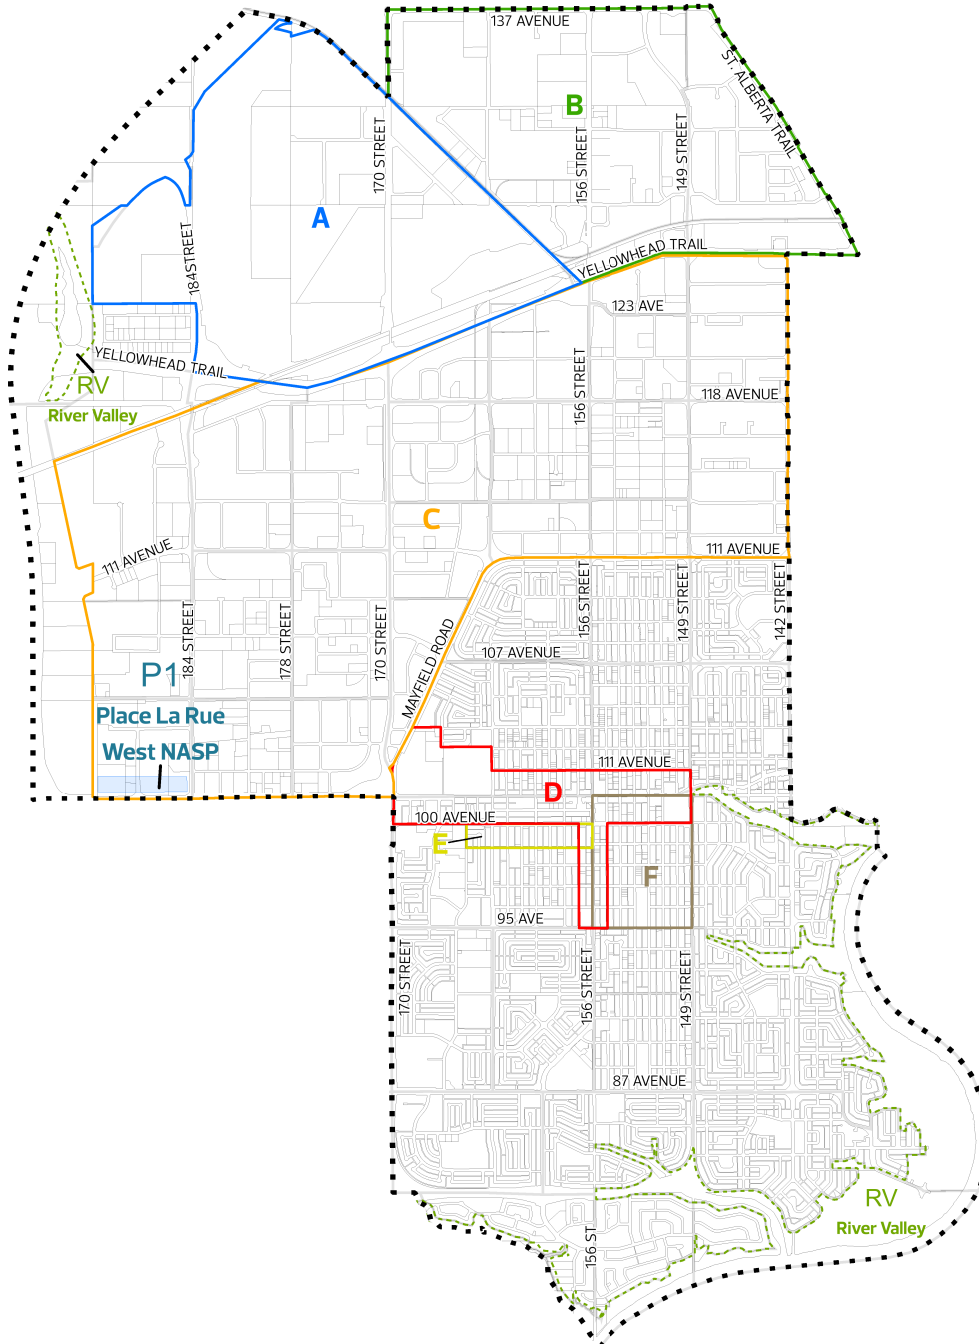 137 AVENUE
ST. ALBERTA TRAIL
B
170 STREET
156 STREET
149 STREET
A
184STREET
YELLOWHEAD TRAIL
123 AVE
YELLOWHEAD TRAIL
RV
River Valley
156 STREET
118 AVENUE
C
111 AVENUE
111 AVENUE
184 STREET
178 STREET
170 STREET
MAYFIELD ROAD
156 STREET
149 STREET
142 STREET
107 AVENUE
P1
Place La Rue
West NASP
111 AVENUE
D
100 AVENUE
E
F
95 AVE
170 STREET
156 STREET
149 STREET
87 AVENUE
RV
River Valley
156 ST